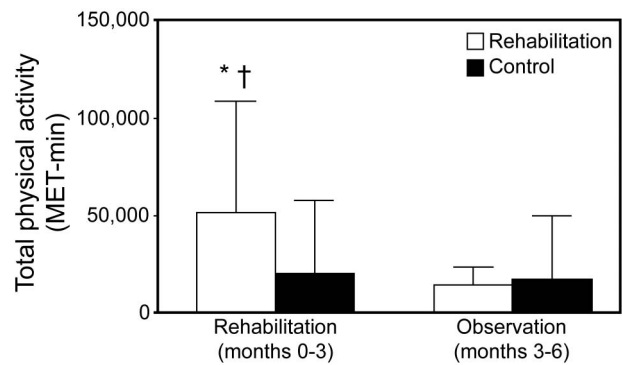 150,000
100,000
50,000
0
Total physical activity
(MET-min)
* †
Rehabilitation
Control
Rehabilitation
(months 0-3)
Observation
(months 3-6)